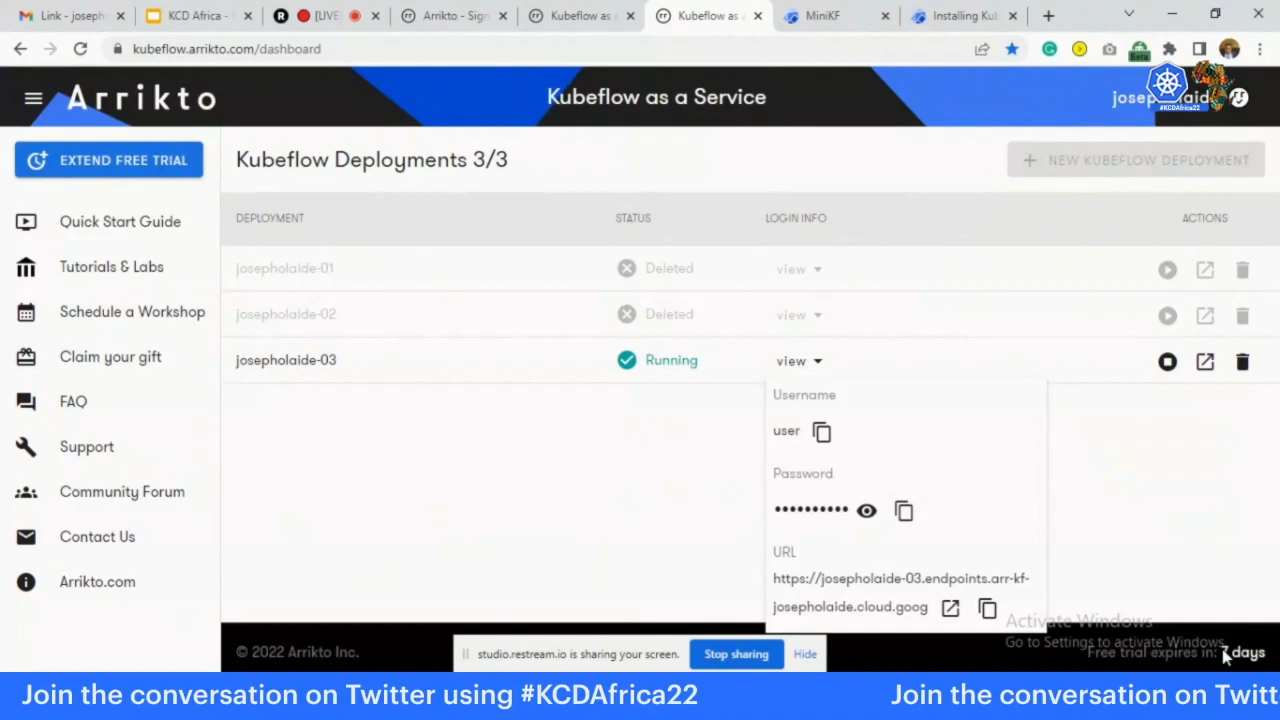 Link - joseph
KCD Africa -
[LIVE]
Arrikto - Sign
Kubeflow as a
Kubeflow as a
MiniKF
Installing Kub
kubeflow.arrikto.com/dashboard
Beta
Arrikto
Kubeflow as a Service
#KCDAfrica22
EXTEND FREE TRIAL
Quick Start Guide
Tutorials & Labs
Schedule a Workshop
Claim your gift
FAQ
Support
Community Forum
Contact Us
Arrikto.com
Kubeflow Deployments 3/3
NEW KUBEFLOW DEPLOYMENT
DEPLOYMENT STATUS LOGIN INFO ACTIONS
josepholaide-01 Deleted view
josepholaide-02 Deleted view
josepholaide-03 Running view
Username
user
Password
••••••••••
URL
https://josepholaide-03.endpoints.arr-kf-
josepholaide.cloud.goog
Activate Windows
Go to Settings to activate Windows.
© 2022 Arrikto Inc.
studio.restream.io is sharing your screen.
Stop sharing
Hide
Free trial expires in: 7 days
Join the conversation on Twitter using #KCDAfrica22
Join the conversation on Twitt